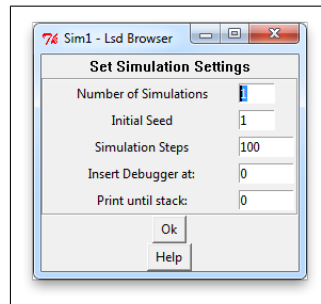 Sim1 - Lsd Browser
Set Simulation Settings
Number of Simulations 1
Initial Seed 1
Simulation Steps 100
Insert Debugger at: 0
Print until stack: 0
Ok
Help